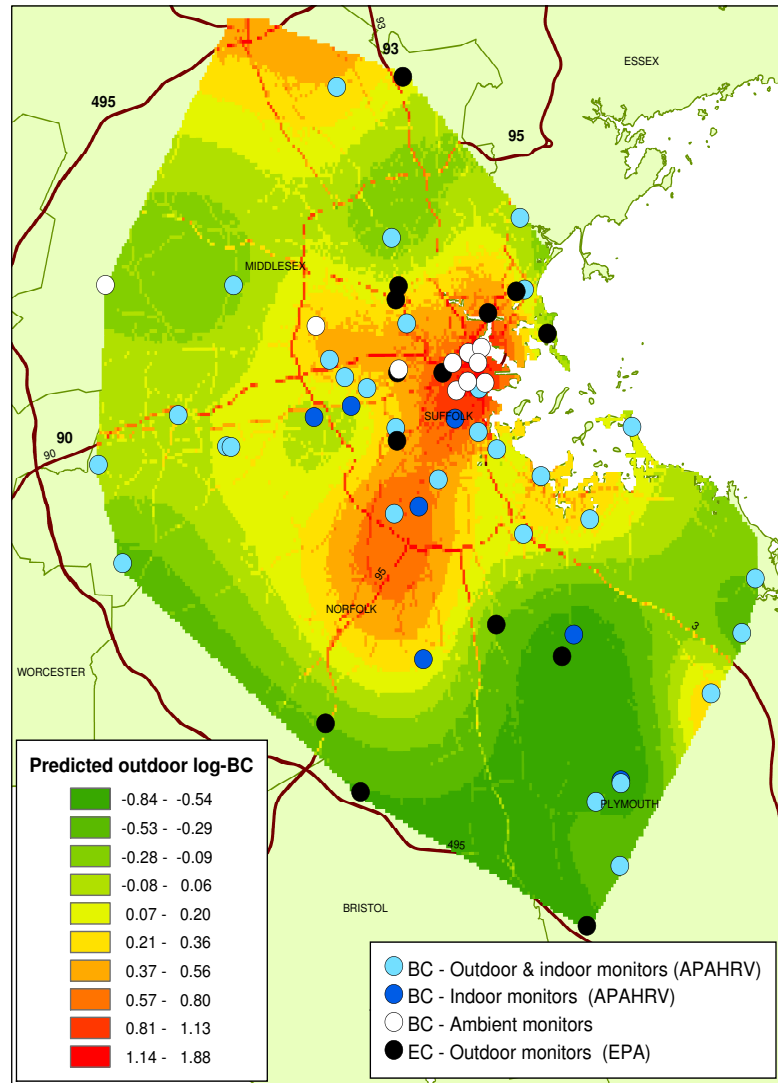 93
93
ESSEX
495
95
MIDDLESEX
SUFFOLK
90
90
95
NORFOLK
3
WORCESTER
PLYMOUTH
495
BRISTOL
Predicted outdoor log-BC
-0.84 - -0.54
-0.53 - -0.29
-0.28 - -0.09
-0.08 - 0.06
0.07 - 0.20
0.21 - 0.36
0.37 - 0.56
0.57 - 0.80
0.81 - 1.13
1.14 - 1.88
BC - Outdoor & indoor monitors (APAHRV)
BC - Indoor monitors (APAHRV)
BC - Ambient monitors
EC - Outdoor monitors (EPA)